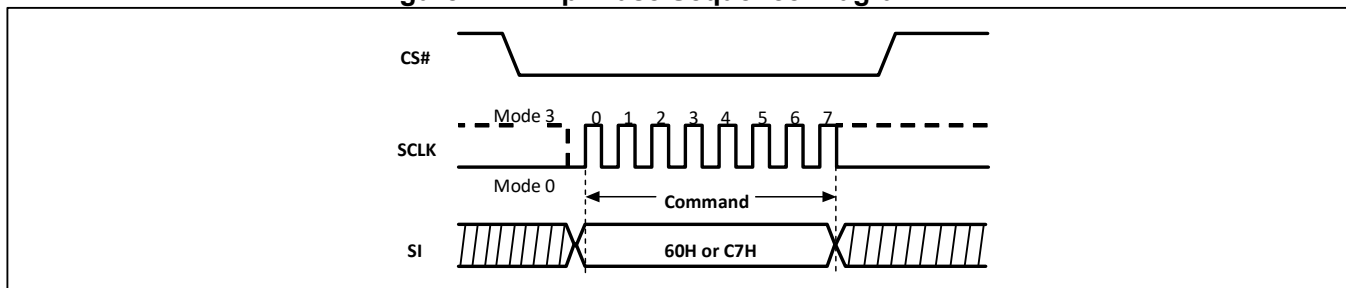 CS#
Mode 3 0 1 2 3 4 5 6 7
SCLK
Mode 0
Command
SI 60H or C7H